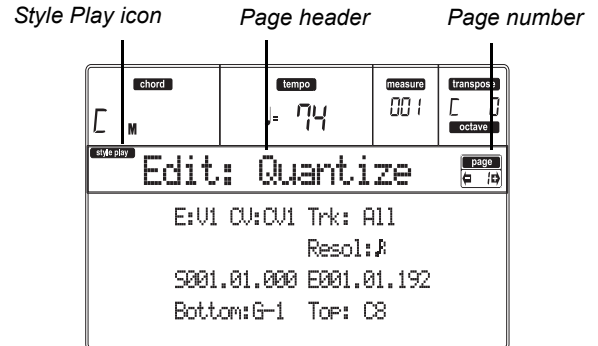 Style Play icon Page header Page number
chord tempo measure transpose
C M ♩= 74 001 C 0
octave
style play Edit: Quantize page
1
E:V1 CV:CV1 Trk: All
Resol:
S001.01.000 E001.01.192
Bottom:G-1 Top: C8